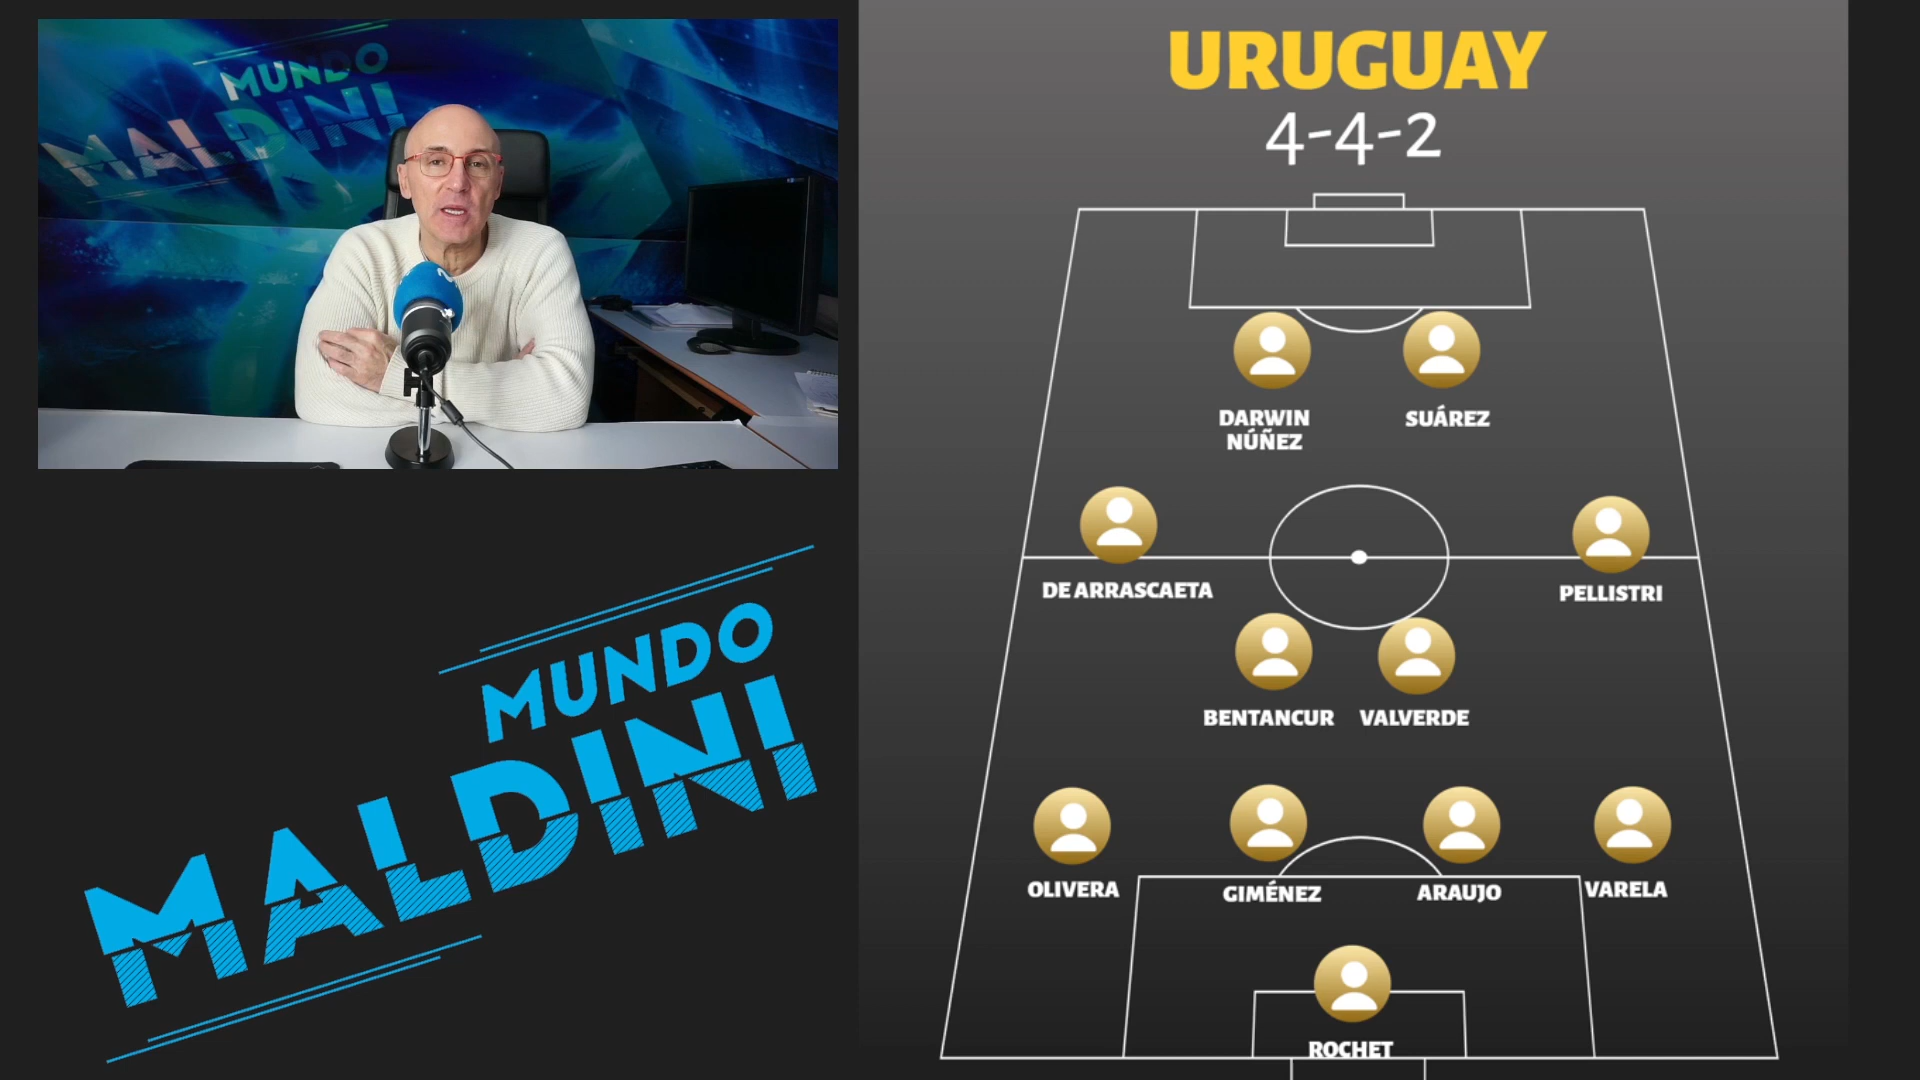 MUNDO
MALDINI
URUGUAY
4-4-2
DARWIN
NÚÑEZ
SUÁREZ
DE ARRASCAETA
PELLISTRI
BENTANCUR
VALVERDE
OLIVERA
GIMÉNEZ
ARAUJO
VARELA
ROCHET
MUNDO
MALDINI